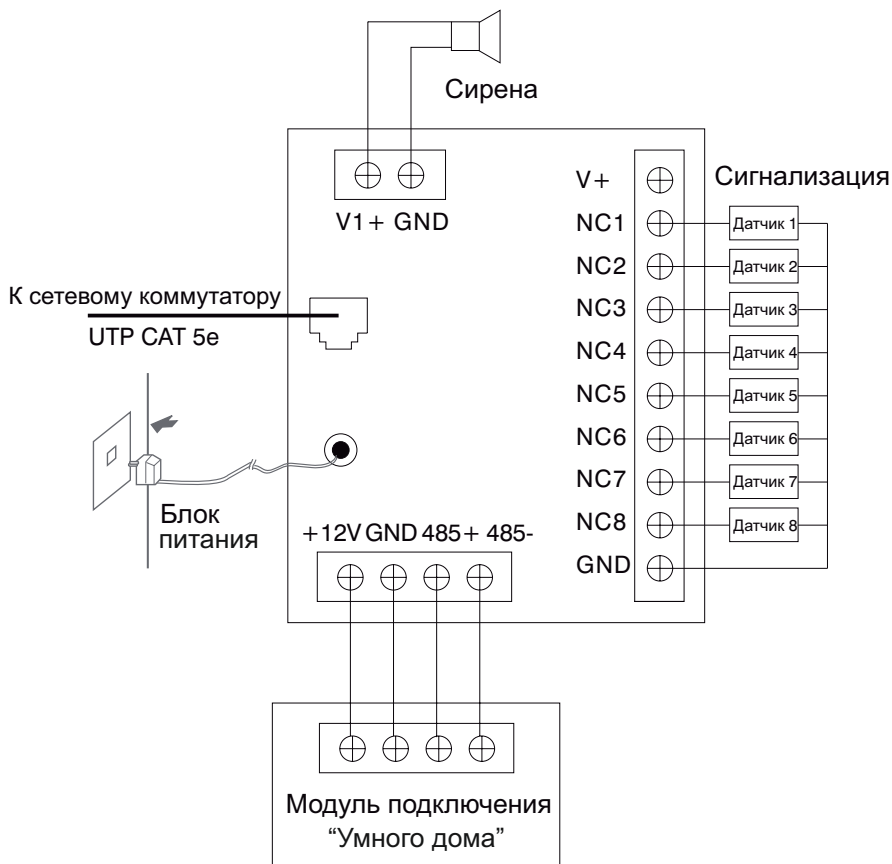 Сирена
V1+ GND
К сетевому коммутатору
UTP CAT 5e
Блок
питания
+12V GND 485+ 485-
V+
Сигнализация
NC1
Датчик 1
NC2
Датчик 2
NC3
Датчик 3
NC4
Датчик 4
NC5
Датчик 5
NC6
Датчик 6
NC7
Датчик 7
NC8
Датчик 8
GND
Модуль подключения
“Умного дома”